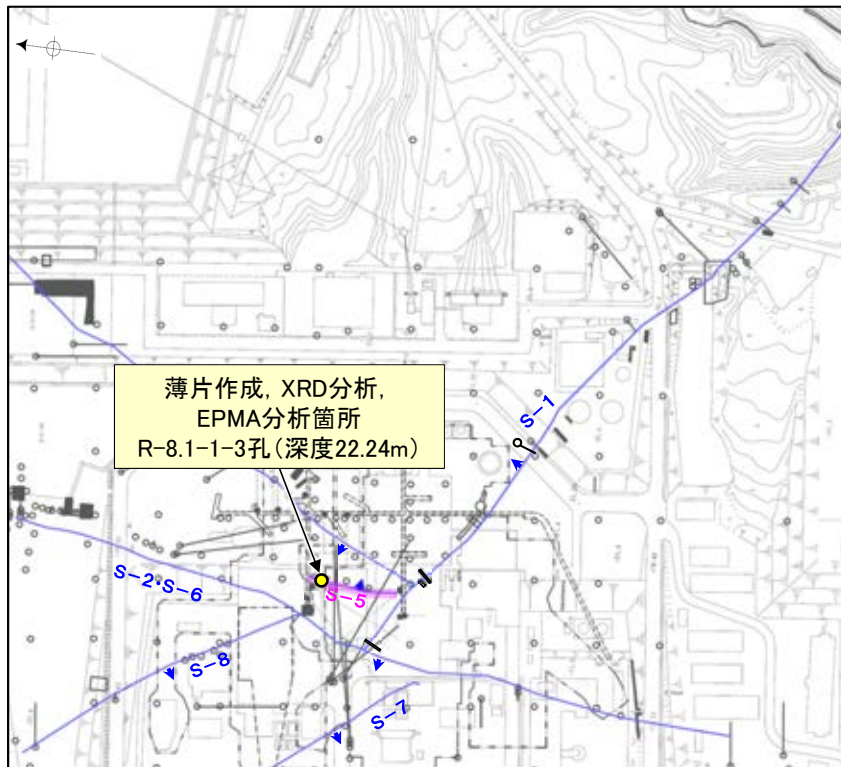 薄片作成, XRD分析,
EPMA分析箇所
R-8.1-1-3孔(深度22.24m)
S-1
S-2・S-6
S-5
S-8
S-7